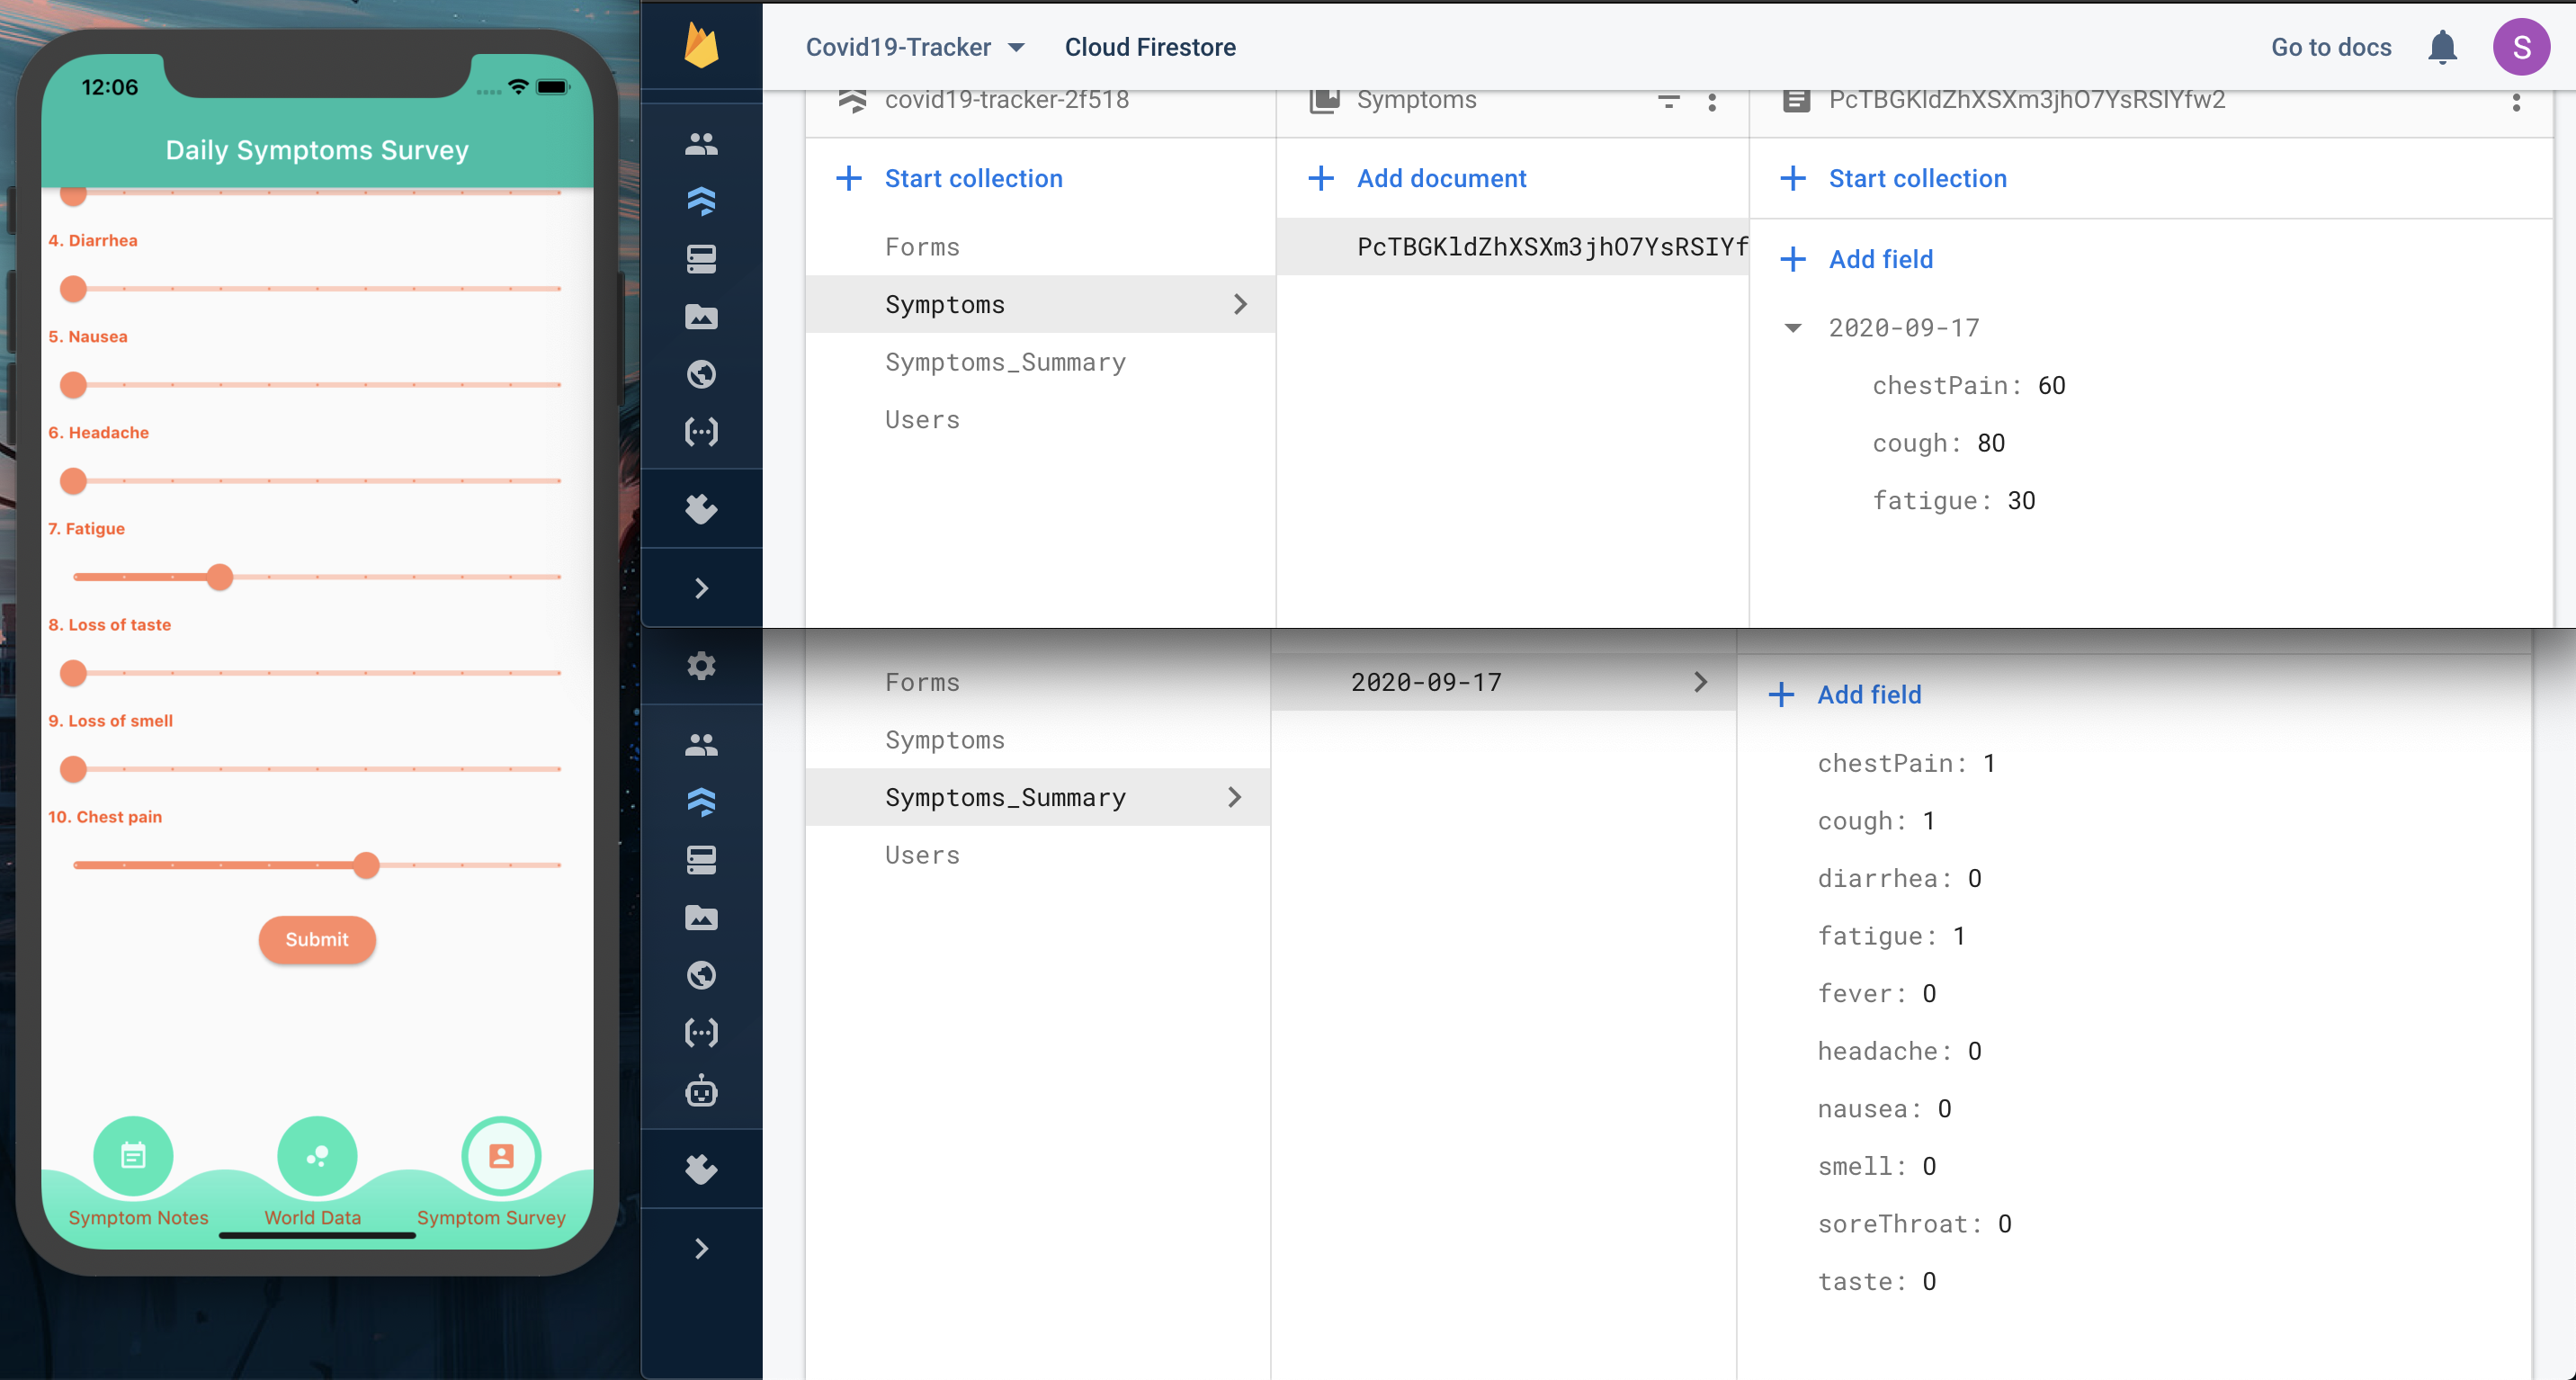 12:06
Daily Symptoms Survey
4. Diarrhea
5. Nausea
6. Headache
7. Fatigue
8. Loss of taste
9. Loss of smell
10. Chest pain
Submit
Symptom Notes
World Data
Symptom Survey
Covid19-Tracker
Cloud Firestore
Go to docs
S
covid19-tracker-2f518
Start collection
Forms
Symptoms
Symptoms_Summary
Users
Symptoms
Add document
PcTBGKldZhXSXm3jhO7YsRSIYf
PcTBGKldZhXSXm3jhO7YsRSIYfw2
Start collection
Add field
2020-09-17
chestPain: 60
cough: 80
fatigue: 30
Forms
Symptoms
Symptoms_Summary
Users
2020-09-17
Add field
chestPain: 1
cough: 1
diarrhea: 0
fatigue: 1
fever: 0
headache: 0
nausea: 0
smell: 0
soreThroat: 0
taste: 0